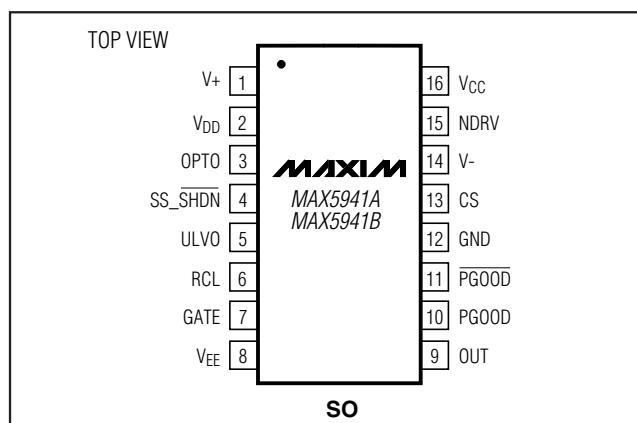 TOP VIEW
V+ 1
VDD 2
OPTO 3
SS_SHDN 4
ULVO 5
RCL 6
GATE 7
VEE 8
MAXIM
MAX5941A
MAX5941B
16 VCC
15 NDRV
14 V-
13 CS
12 GND
11 PGOOD
10 PGOOD
9 OUT
SO